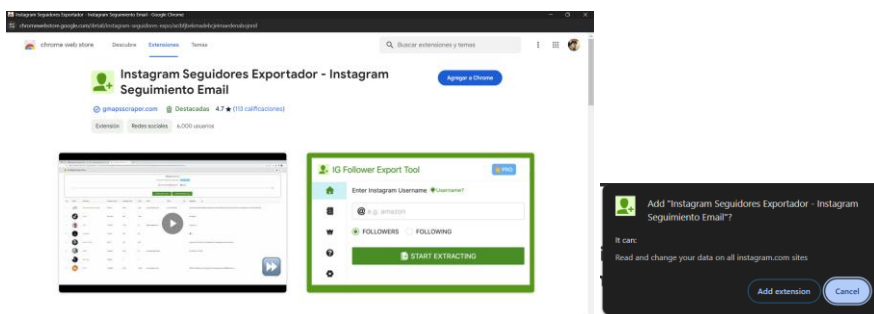 Instagram Seguidores Exportador - Instagram Seguimiento Email - Google Chrome
chrome web store
Descubre
Extensiones
Temas
Buscar extensiones y temas
Instagram Seguidores Exportador - Instagram
Seguimiento Email
Agregar a Chrome
gmapsscraper.com
Destacadas
4.7 ★ (113 calificaciones)
Extensión
Redes sociales
6,000 usuarios
IG Follower Export Tool
PRO
Enter Instagram Username
Username?
@ e.g. amazon
FOLLOWERS
FOLLOWING
START EXTRACTING
Add "Instagram Seguidores Exportador - Instagram
Seguimiento Email"?
It can:
Read and change your data on all instagram.com sites
Add extension
Cancel